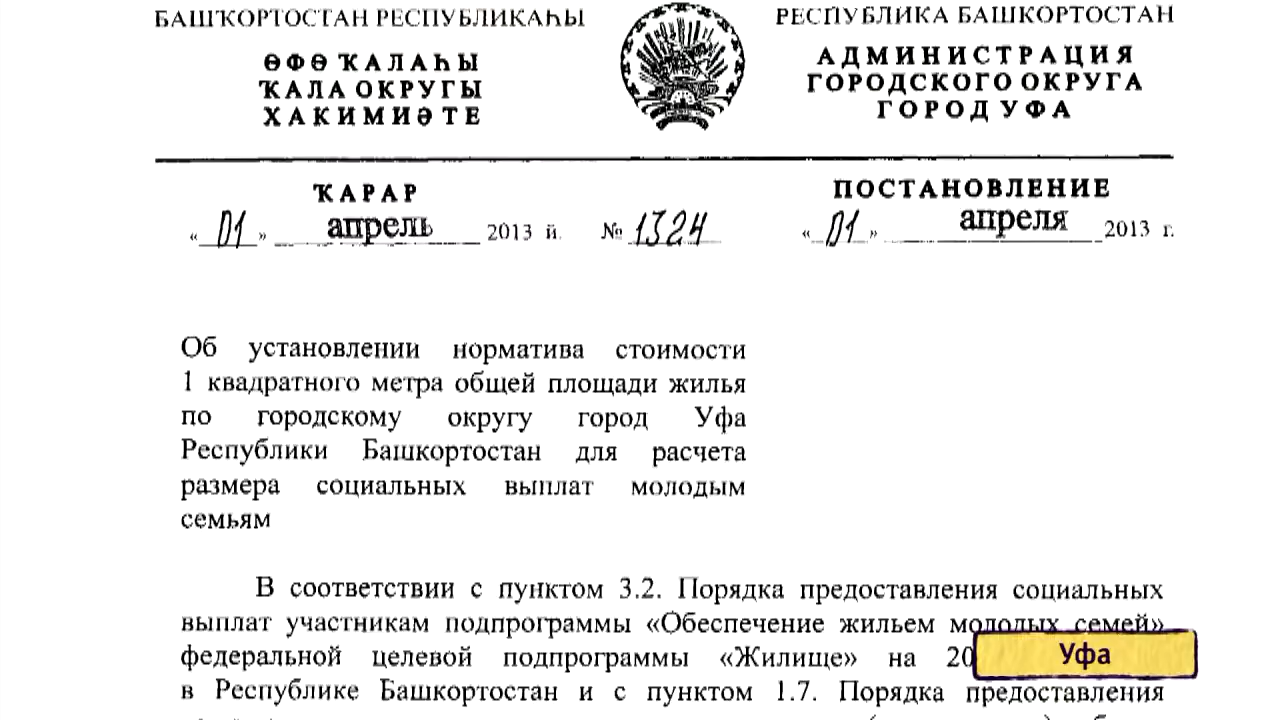 БАШҠОРТОСТАН РЕСПУБЛИКАҺЫ
ӨФӨ ҠАЛАҺЫ
ҠАЛА ОКРУГЫ
ХАКИМИӘТЕ
РЕСПУБЛИКА БАШКОРТОСТАН
АДМИНИСТРАЦИЯ
ГОРОДСКОГО ОКРУГА
ГОРОД УФА
ҠАРАР
« 01 » апрель 2013 й.
№ 1324
ПОСТАНОВЛЕНИЕ
« 01 » апреля 2013 г.
Об установлении норматива стоимости
1 квадратного метра общей площади жилья
по городскому округу город Уфа
Республики Башкортостан для расчета
размера социальных выплат молодым
семьям
В соответствии с пунктом 3.2. Порядка предоставления социальных
выплат участникам подпрограммы «Обеспечение жильем молодых семей»
федеральной целевой подпрограммы «Жилище» на 20
в Республике Башкортостан и с пунктом 1.7. Порядка предоставления
Уфа